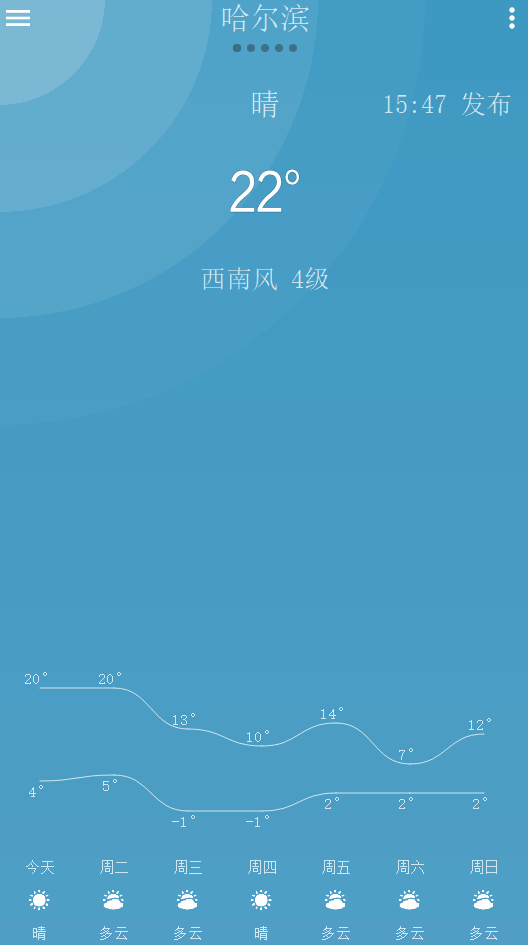 哈尔滨
晴
15:47 发布
22°
西南风 4级
20° 20° 13° 10° 14° 7° 12°
4° 5° -1° -1° 2° 2° 2°
今天 周二 周三 周四 周五 周六 周日
晴 多云 多云 晴 多云 多云 多云